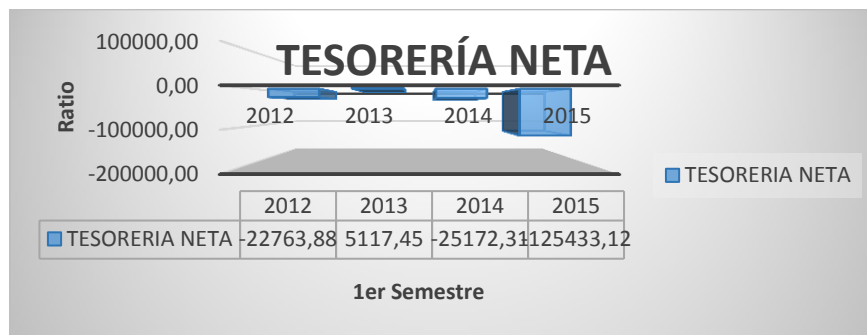 TESORERÍA NETA
100000,00
0,00
-100000,00
-200000,00
Ratio
2012 2013 2014 2015
TESORERIA NETA
2012 2013 2014 2015
TESORERIA NETA -22763,88 5117,45 -25172,31 -125433,12
1er Semestre